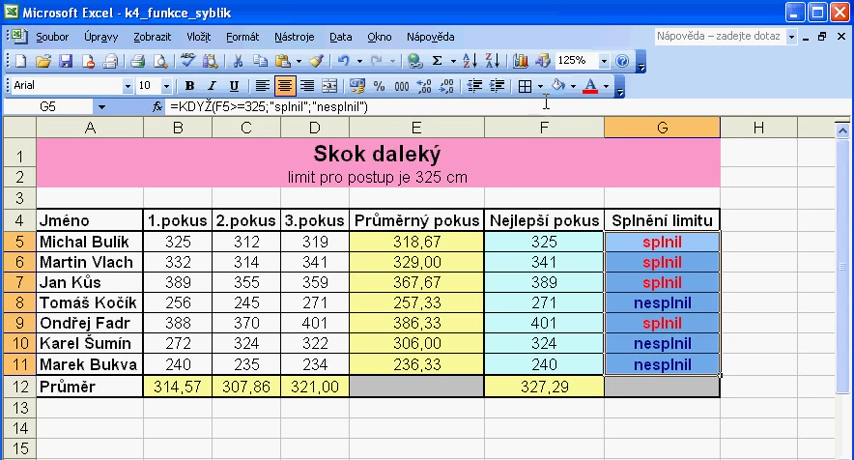 Microsoft Excel - k4_funkce_syblik
Soubor Úpravy Zobrazit Vložit Formát Nástroje Data Okno Nápověda Nápověda – zadejte dotaz
125%
Arial 10 B I U % 000
G5 fx =KDYŽ(F5>=325;"splnil";"nesplnil")
A B C D E F G H
1 Skok daleký
2 limit pro postup je 325 cm
3
4 Jméno 1.pokus 2.pokus 3.pokus Průměrný pokus Nejlepší pokus Splnění limitu
5 Michal Bulík 325 312 319 318,67 325 splnil
6 Martin Vlach 332 314 341 329,00 341 splnil
7 Jan Kůs 389 355 359 367,67 389 splnil
8 Tomáš Kočík 256 245 271 257,33 271 nesplnil
9 Ondřej Fadr 388 370 401 386,33 401 splnil
10 Karel Šumín 272 324 322 306,00 324 nesplnil
11 Marek Bukva 240 235 234 236,33 240 nesplnil
12 Průměr 314,57 307,86 321,00 327,29
13
14
15